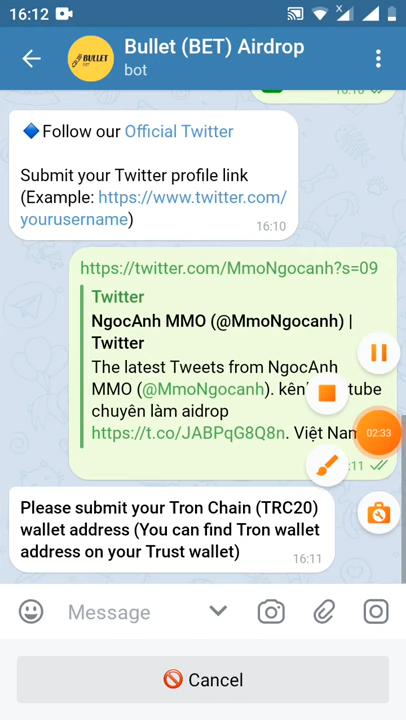 16:12
Bullet (BET) Airdrop
bot
BULLET
BET
🔷Follow our Official Twitter
Submit your Twitter profile link
(Example: https://www.twitter.com/
yourusername)
16:10
https://twitter.com/MmoNgocanh?s=09
Twitter
NgocAnh MMO (@MmoNgocanh) |
Twitter
The latest Tweets from NgocAnh
MMO (@MmoNgocanh). tube
chuyên làm aidrop
https://t.co/JABPqG8Q8n. Việt
02:33
Please submit your Tron Chain (TRC20)
wallet address (You can find Tron wallet
address on your Trust wallet)
16:11
Message
🚫 Cancel